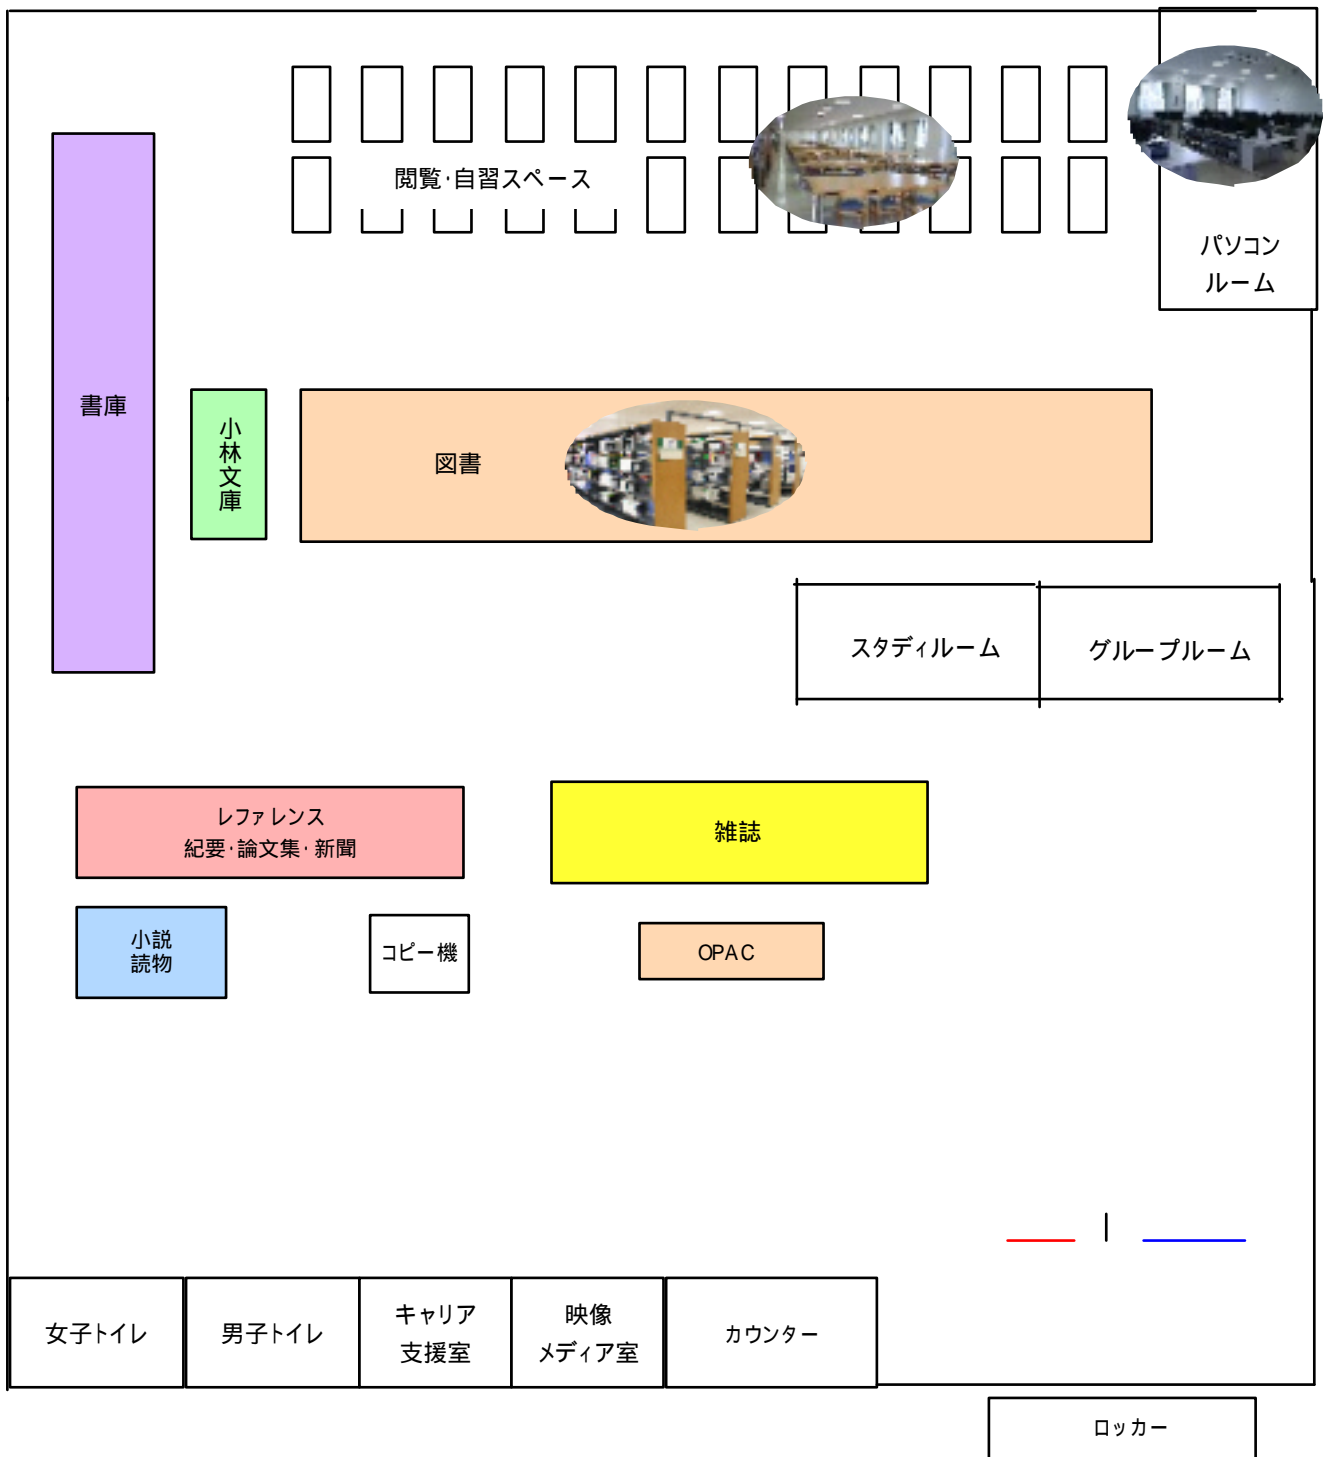 閲覧・自習スペース
パソコン
ルーム
書庫
小林文庫
図書
スタディルーム
グループルーム
レファレンス
紀要・論文集・新聞
雑誌
小説
読物
コピー機
OPAC
女子トイレ
男子トイレ
キャリア
支援室
映像
メディア室
カウンター
ロッカー